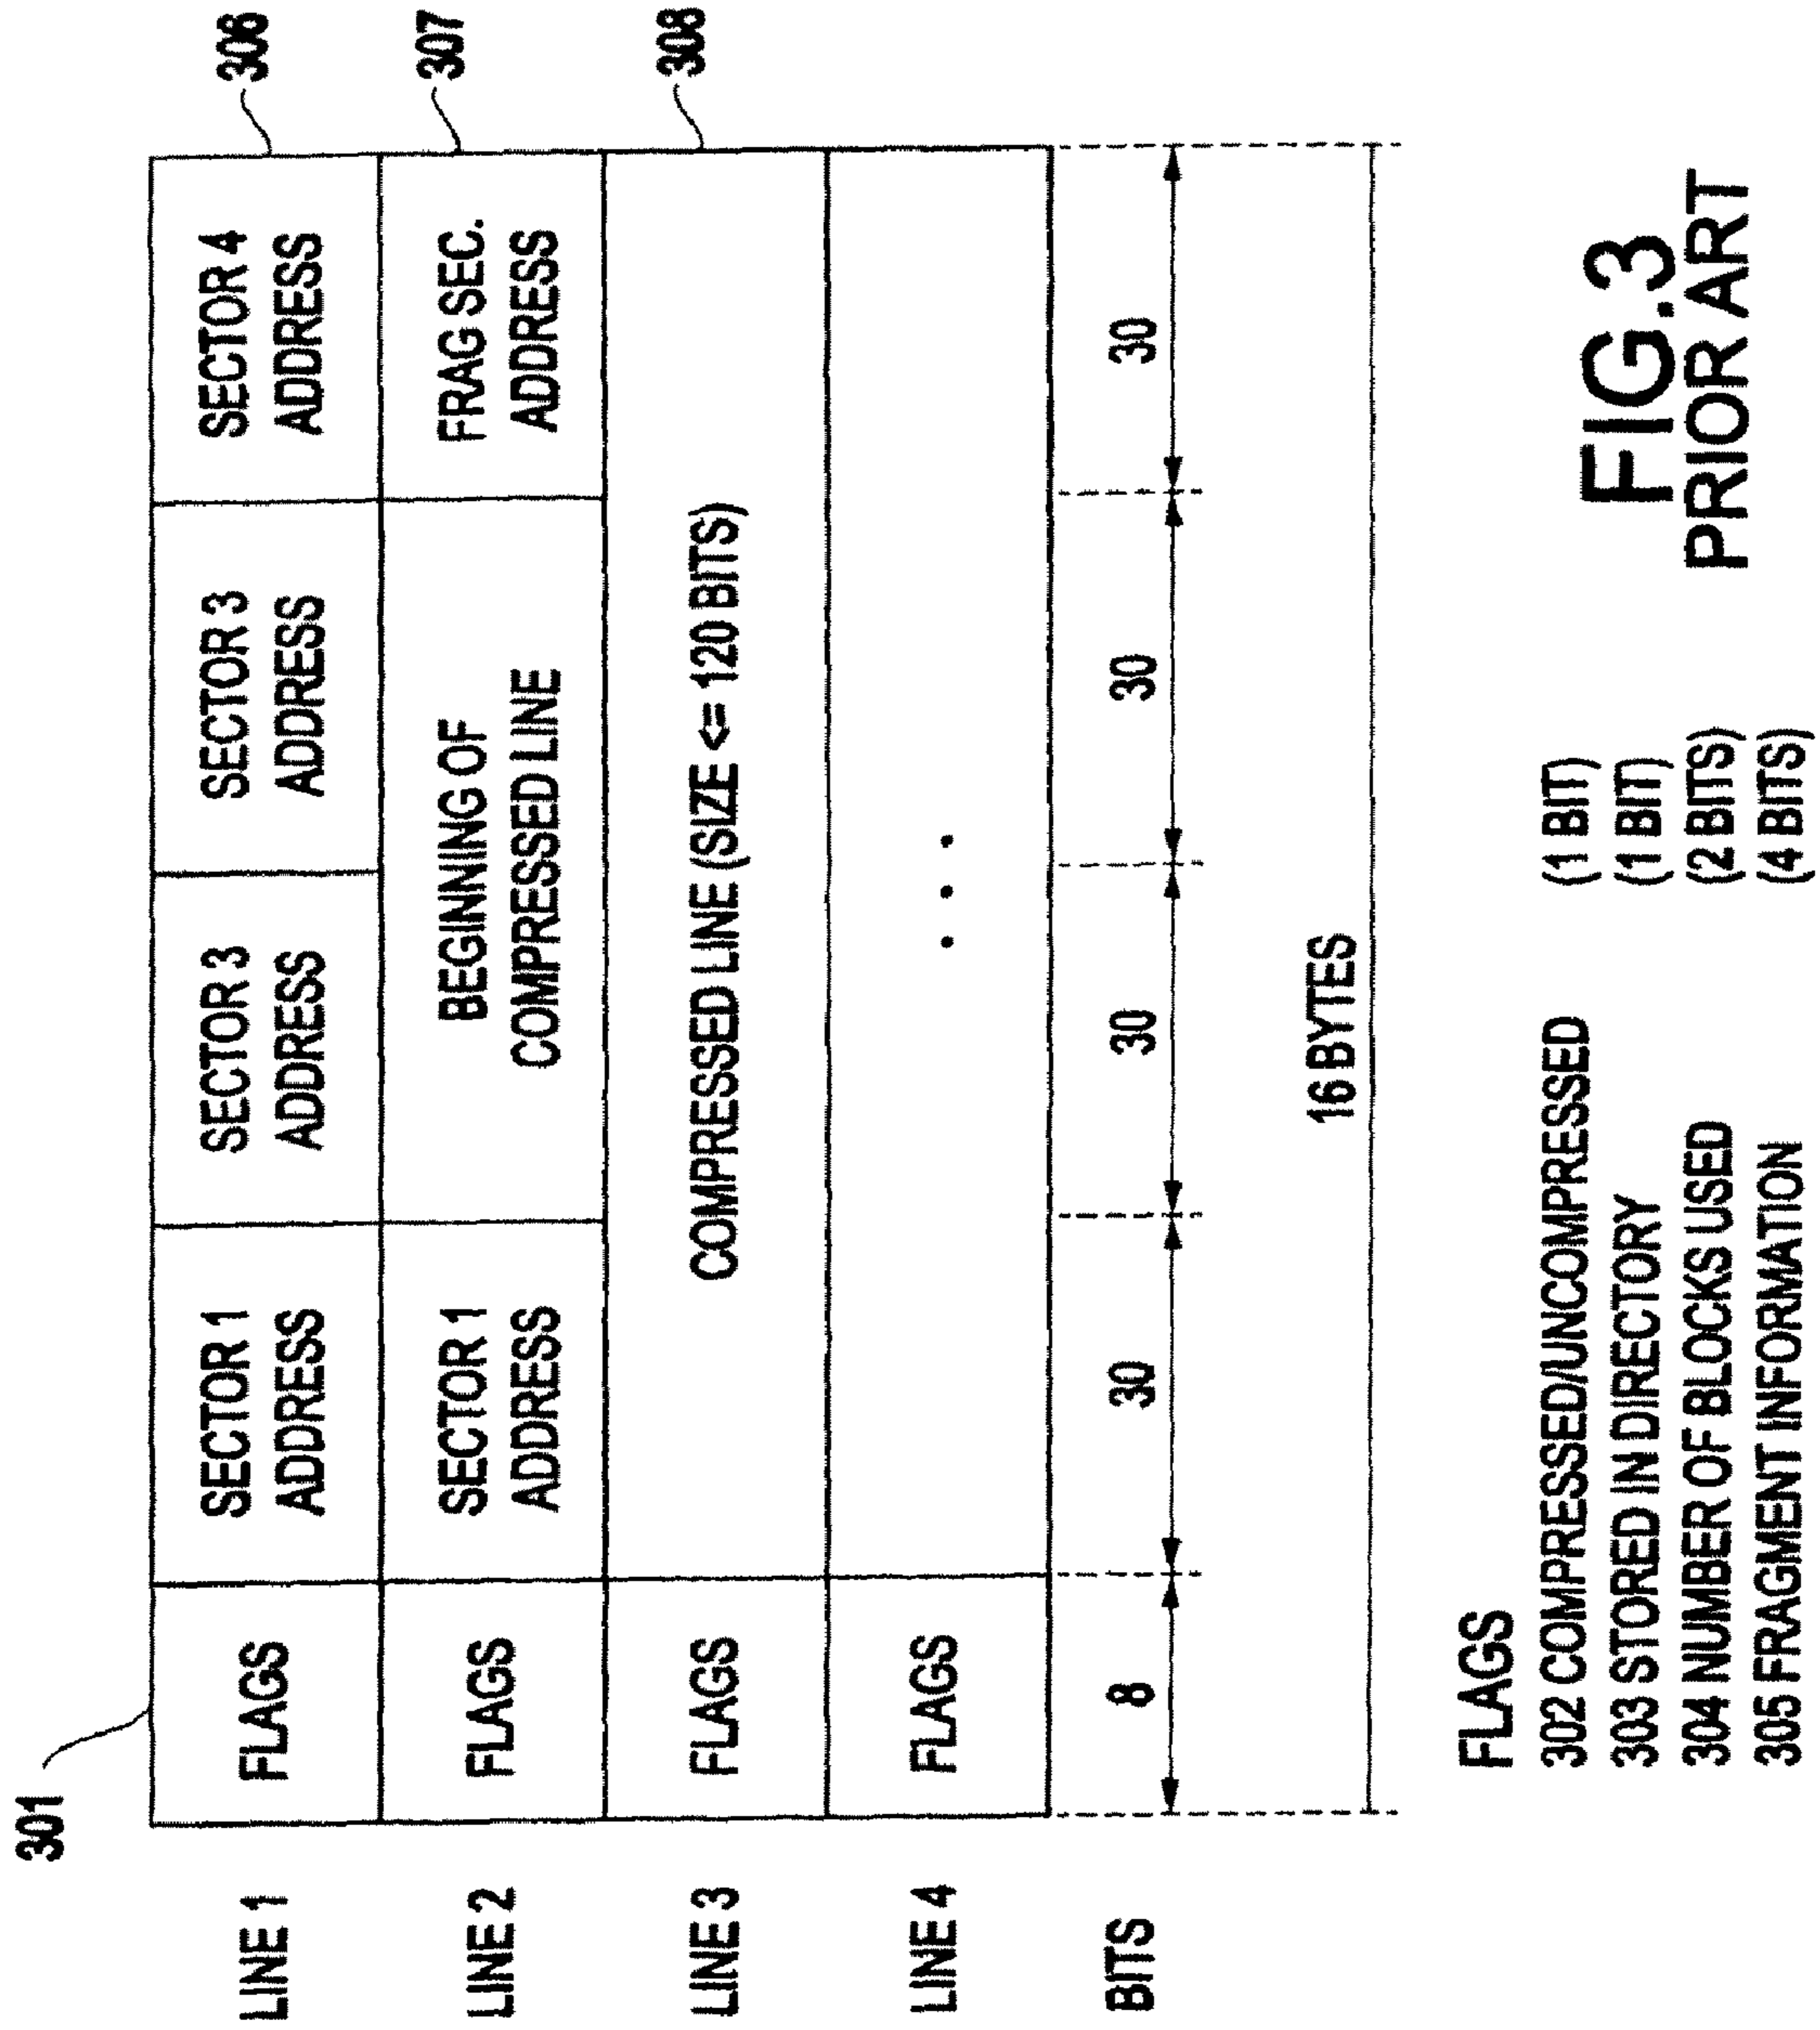 301
LINE 1
FLAGS
SECTOR 1
ADDRESS
SECTOR 3
ADDRESS
SECTOR 3
ADDRESS
SECTOR 4
ADDRESS
306
LINE 2
FLAGS
SECTOR 1
ADDRESS
BEGINNING OF
COMPRESSED LINE
FRAG SEC.
ADDRESS
307
LINE 3
FLAGS
COMPRESSED LINE (SIZE <= 120 BITS)
308
LINE 4
FLAGS
• • •
BITS
8
30
30
30
30
16 BYTES
FLAGS
302 COMPRESSED/UNCOMPRESSED (1 BIT)
303 STORED IN DIRECTORY (1 BIT)
304 NUMBER OF BLOCKS USED (2 BITS)
305 FRAGMENT INFORMATION (4 BITS)
FIG.3
PRIOR ART